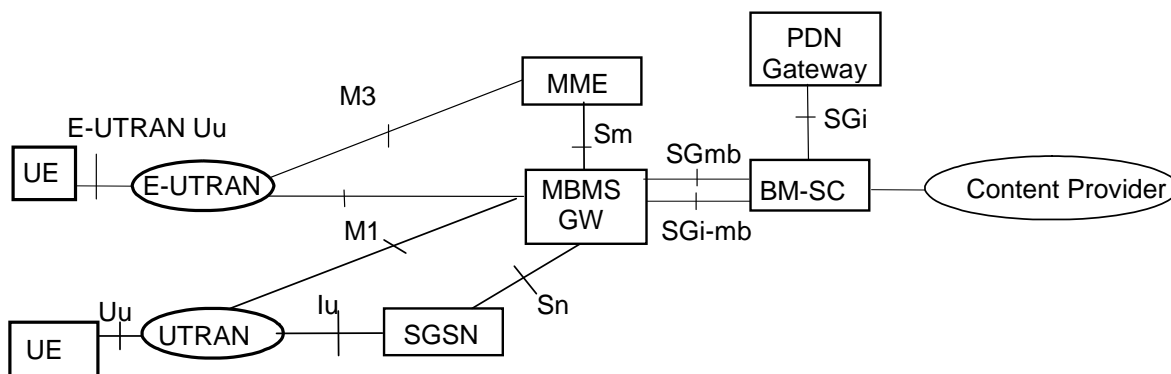 PDN
Gateway
MME
M3
SGi
E-UTRAN Uu
Sm
SGmb
UE
E-UTRAN
MBMS
GW
BM-SC
Content Provider
M1
SGi-mb
Uu
Iu
Sn
UE
UTRAN
SGSN